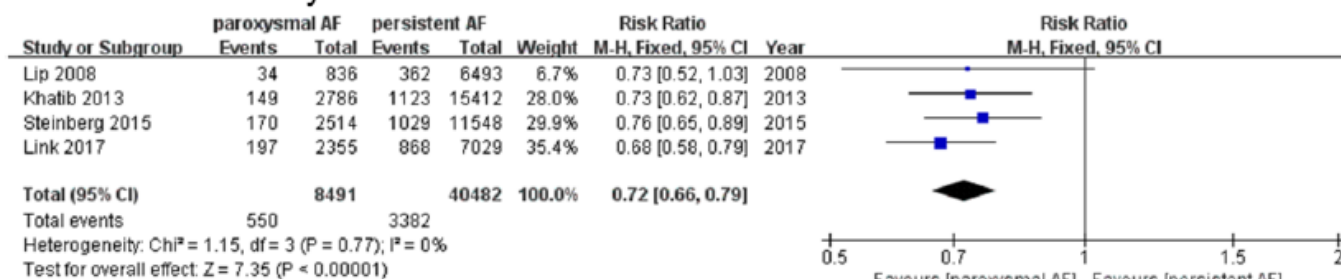 paroxysmal AF persistent AF Risk Ratio Risk Ratio
Study or Subgroup Events Total Events Total Weight M-H, Fixed, 95% CI Year M-H, Fixed, 95% CI
Lip 2008 34 836 362 6493 6.7% 0.73 [0.52, 1.03] 2008
Khatib 2013 149 2786 1123 15412 28.0% 0.73 [0.62, 0.87] 2013
Steinberg 2015 170 2514 1029 11548 29.9% 0.76 [0.65, 0.89] 2015
Link 2017 197 2355 868 7029 35.4% 0.68 [0.58, 0.79] 2017
Total (95% CI) 8491 40482 100.0% 0.72 [0.66, 0.79]
Total events 550 3382
Heterogeneity: Chi² = 1.15, df = 3 (P = 0.77); I² = 0%
Test for overall effect: Z = 7.35 (P < 0.00001)
0.5 0.7 1 1.5 2
Favours [paroxysmal AF] Favours [persistent AF]